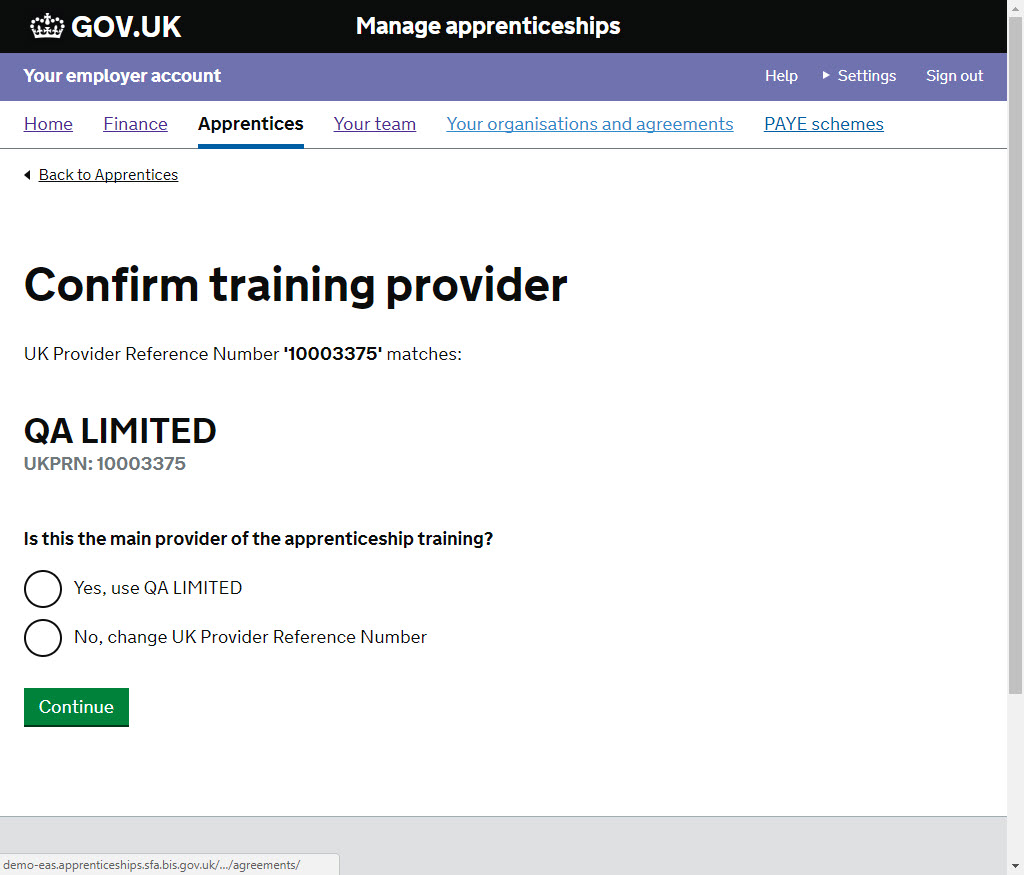 GOV.UK Manage apprenticeships
Your employer account Help Settings Sign out
Home Finance Apprentices Your team Your organisations and agreements PAYE schemes
Back to Apprentices
Confirm training provider
UK Provider Reference Number '10003375' matches:
QA LIMITED
UKPRN: 10003375
Is this the main provider of the apprenticeship training?
Yes, use QA LIMITED
No, change UK Provider Reference Number
Continue
demo-eas.apprenticeships.sfa.bis.gov.uk/.../agreements/